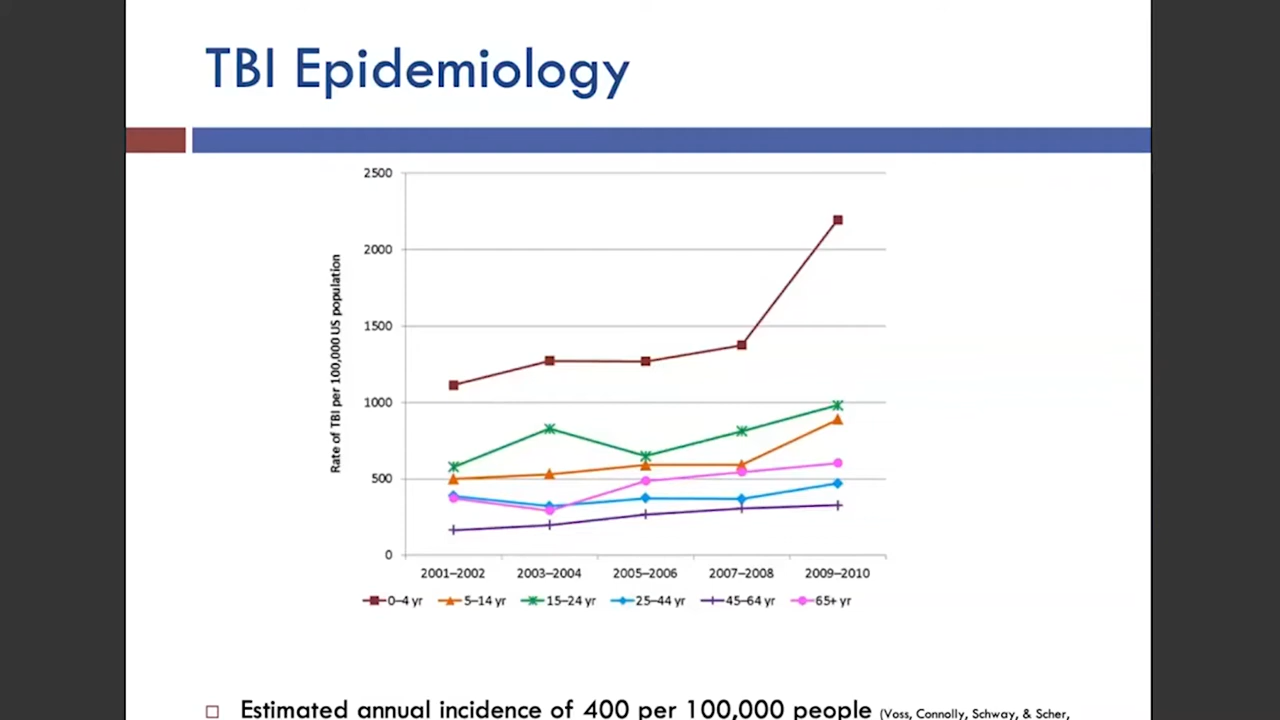 TBI Epidemiology
2500
2000
1500
1000
500
0
Rate of TBI per 100,000 US population
2001–2002 2003–2004 2005–2006 2007–2008 2009–2010
0–4 yr 5–14 yr 15–24 yr 25–44 yr 45–64 yr 65+ yr
Estimated annual incidence of 400 per 100,000 people (Voss, Connolly, Schway, & Scher,